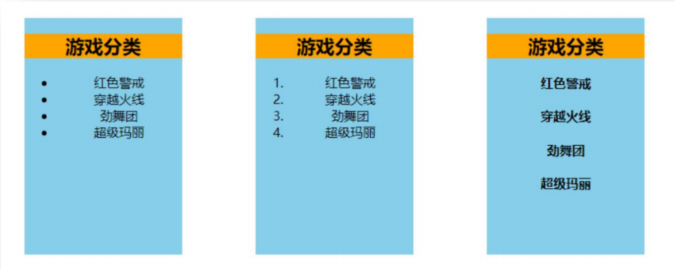 游戏分类
• 红色警戒
• 穿越火线
• 劲舞团
• 超级玛丽
游戏分类
1. 红色警戒
2. 穿越火线
3. 劲舞团
4. 超级玛丽
游戏分类
红色警戒
穿越火线
劲舞团
超级玛丽